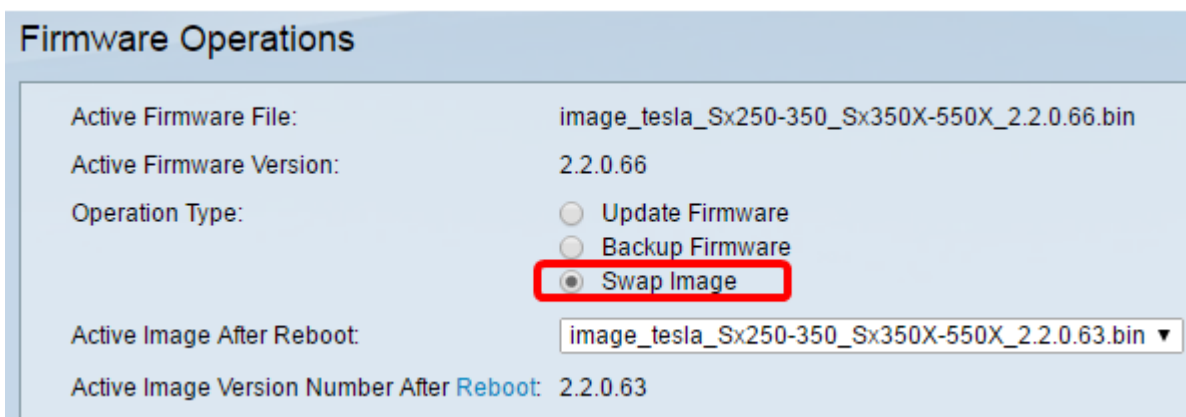 Firmware Operations
Active Firmware File: image_tesla_Sx250-350_Sx350X-550X_2.2.0.66.bin
Active Firmware Version: 2.2.0.66
Operation Type: Update Firmware
Backup Firmware
Swap Image
Active Image After Reboot: image_tesla_Sx250-350_Sx350X-550X_2.2.0.63.bin
Active Image Version Number After Reboot: 2.2.0.63